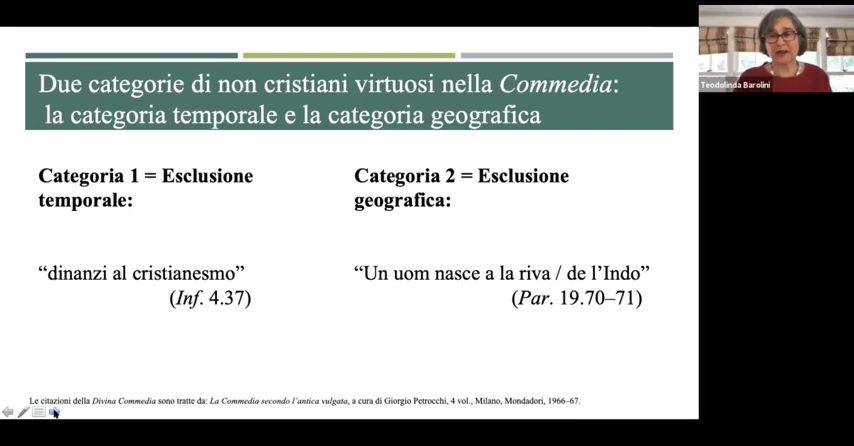 Due categorie di non cristiani virtuosi nella Commedia:
la categoria temporale e la categoria geografica
Categoria 1 = Esclusione
temporale:
“dinanzi al cristianesmo”
(Inf. 4.37)
Categoria 2 = Esclusione
geografica:
“Un uom nasce a la riva / de l’Indo”
(Par. 19.70–71)
Le citazioni della Divina Commedia sono tratte da: La Commedia secondo l’antica vulgata, a cura di Giorgio Petrocchi, 4 vol., Milano, Mondadori, 1966–67.
Teodolinda Barolini